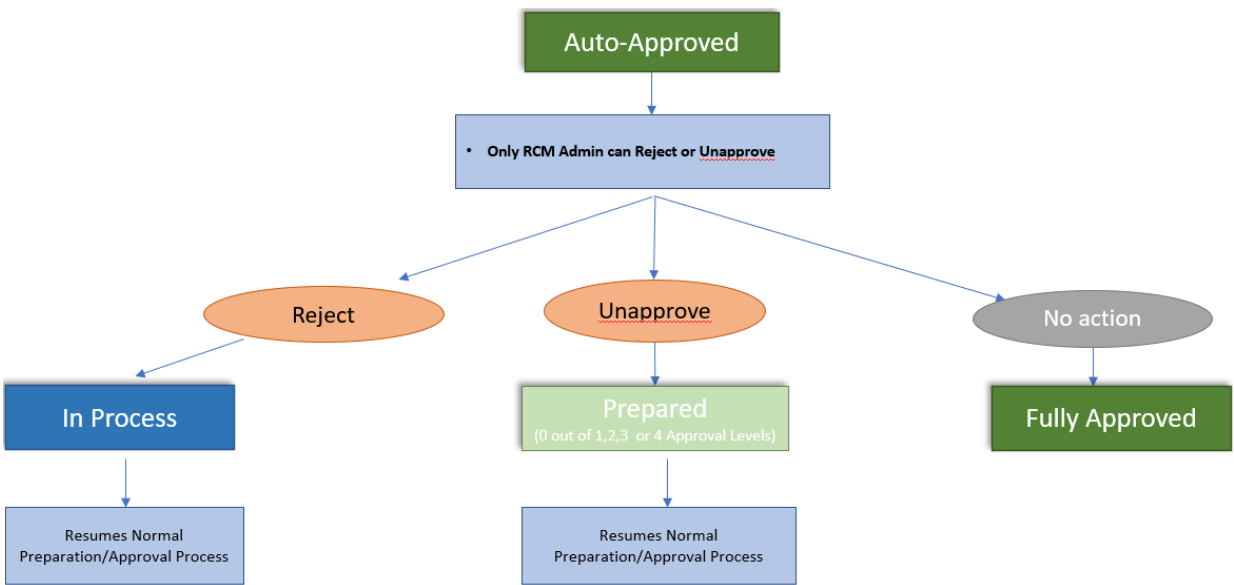 Auto-Approved
• Only RCM Admin can Reject or Unapprove
Reject
Unapprove
No action
In Process
Prepared
(0 out of 1,2,3 or 4 Approval Levels)
Fully Approved
Resumes Normal
Preparation/Approval Process
Resumes Normal
Preparation/Approval Process